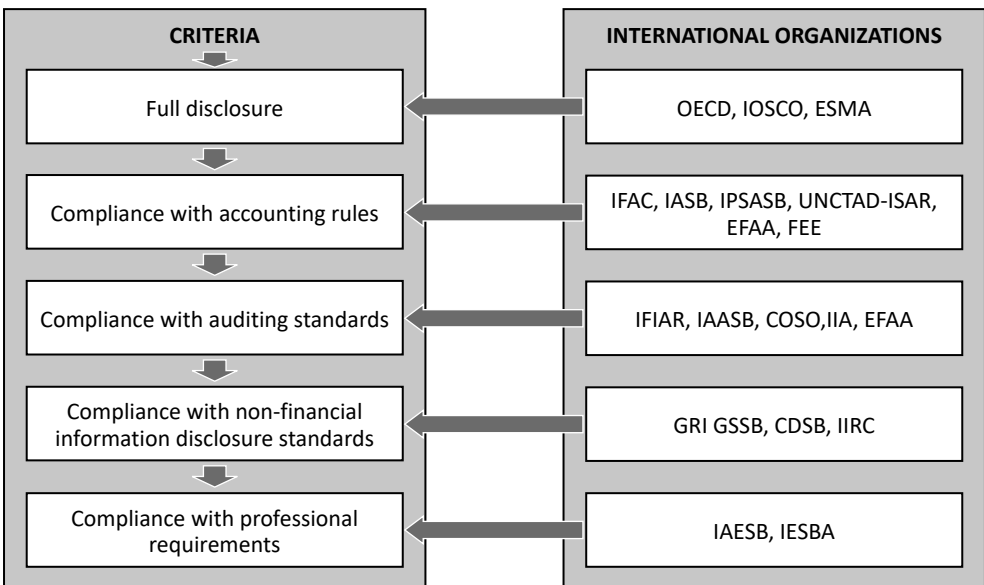 CRITERIA
Full disclosure
Compliance with accounting rules
Compliance with auditing standards
Compliance with non-financial
information disclosure standards
Compliance with professional
requirements
INTERNATIONAL ORGANIZATIONS
OECD, IOSCO, ESMA
IFAC, IASB, IPSASB, UNCTAD-ISAR,
EFAA, FEE
IFIAR, IAASB, COSO,IIA, EFAA
GRI GSSB, CDSB, IIRC
IAESB, IESBA